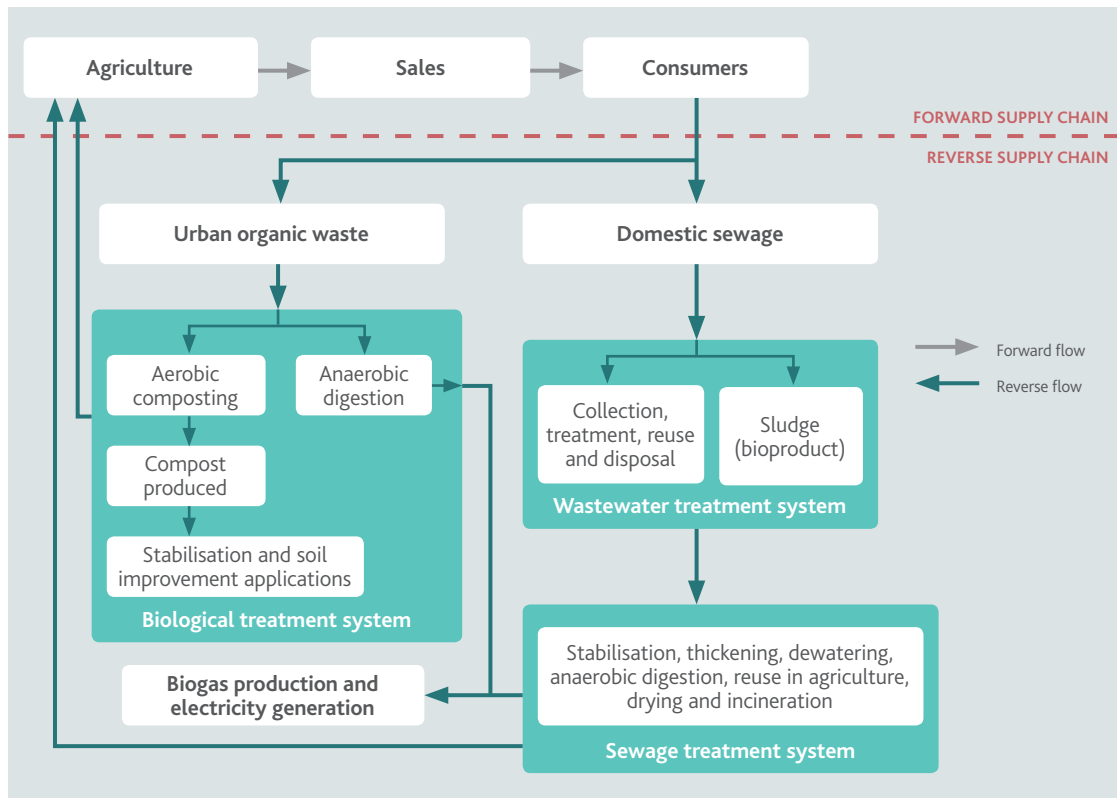 Agriculture
Sales
Consumers
FORWARD SUPPLY CHAIN
REVERSE SUPPLY CHAIN
Urban organic waste
Domestic sewage
Forward flow
Reverse flow
Aerobic
composting
Anaerobic
digestion
Compost
produced
Stabilisation and soil
improvement applications
Biological treatment system
Collection,
treatment, reuse
and disposal
Sludge
(bioproduct)
Wastewater treatment system
Biogas production and
electricity generation
Stabilisation, thickening, dewatering,
anaerobic digestion, reuse in agriculture,
drying and incineration
Sewage treatment system